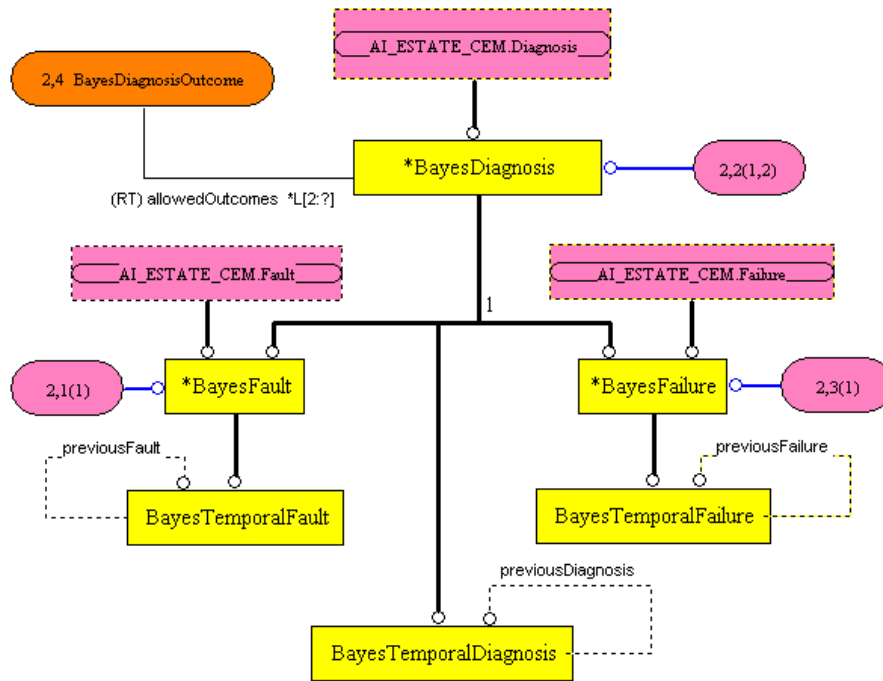 AI_ESTATE_CEM.Diagnosis
2,4 BayesDiagnosisOutcome
*BayesDiagnosis
2,2(1,2)
(RT) allowedOutcomes *L[2:?]
AI_ESTATE_CEM.Fault
AI_ESTATE_CEM.Failure
1
2,1(1)
*BayesFault
*BayesFailure
2,3(1)
previousFault
previousFailure
BayesTemporalFault
BayesTemporalFailure
previousDiagnosis
BayesTemporalDiagnosis